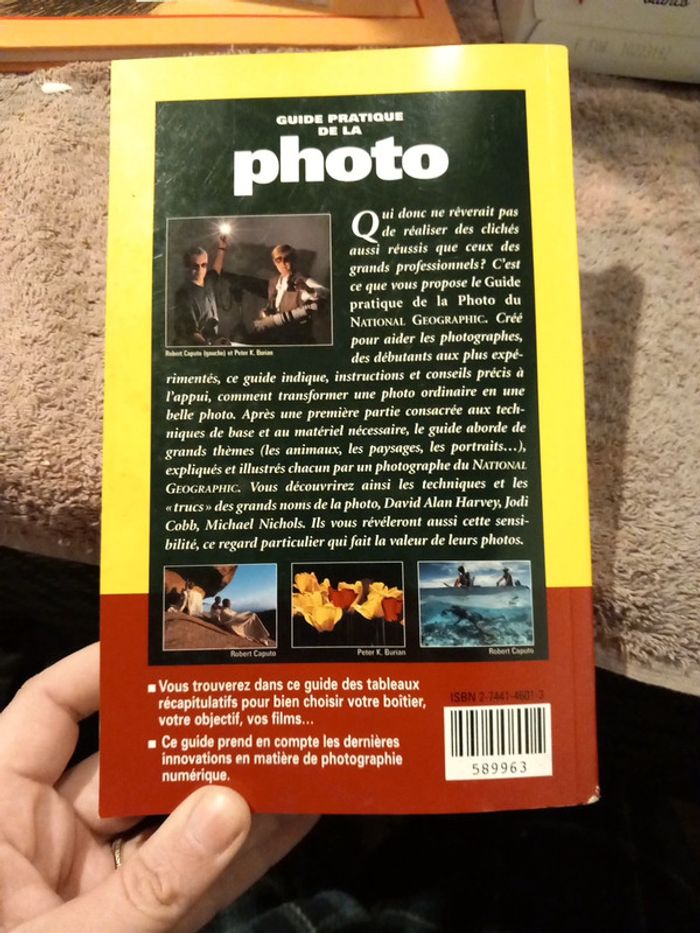 GUIDE PRATIQUE
DE LA
photo
Qui donc ne rêverait pas
de réaliser des clichés
aussi réussis que ceux des
grands professionnels? C'est
ce que vous propose le Guide
pratique de la Photo du
NATIONAL GEOGRAPHIC. Créé
pour aider les photographes,
des débutants aux plus expé-
Robert Caputo (gauche) et Peter K. Burian
rimentés, ce guide indique, instructions et conseils précis à
l'appui, comment transformer une photo ordinaire en une
belle photo. Après une première partie consacrée aux tech-
niques de base et au matériel nécessaire, le guide aborde de
grands thèmes (les animaux, les paysages, les portraits...),
expliqués et illustrés chacun par un photographe du NATIONAL
GEOGRAPHIC. Vous découvrirez ainsi les techniques et les
« trucs » des grands noms de la photo, David Alan Harvey, Jodi
Cobb, Michael Nichols. Ils vous révéleront aussi cette sensi-
bilité, ce regard particulier qui fait la valeur de leurs photos.
Robert Caputo
Peter K. Burian
Robert Caputo
Vous trouverez dans ce guide des tableaux
récapitulatifs pour bien choisir votre boîtier,
votre objectif, vos films...
Ce guide prend en compte les dernières
innovations en matière de photographie
numérique.
ISBN 2-7441-4601-3
589963